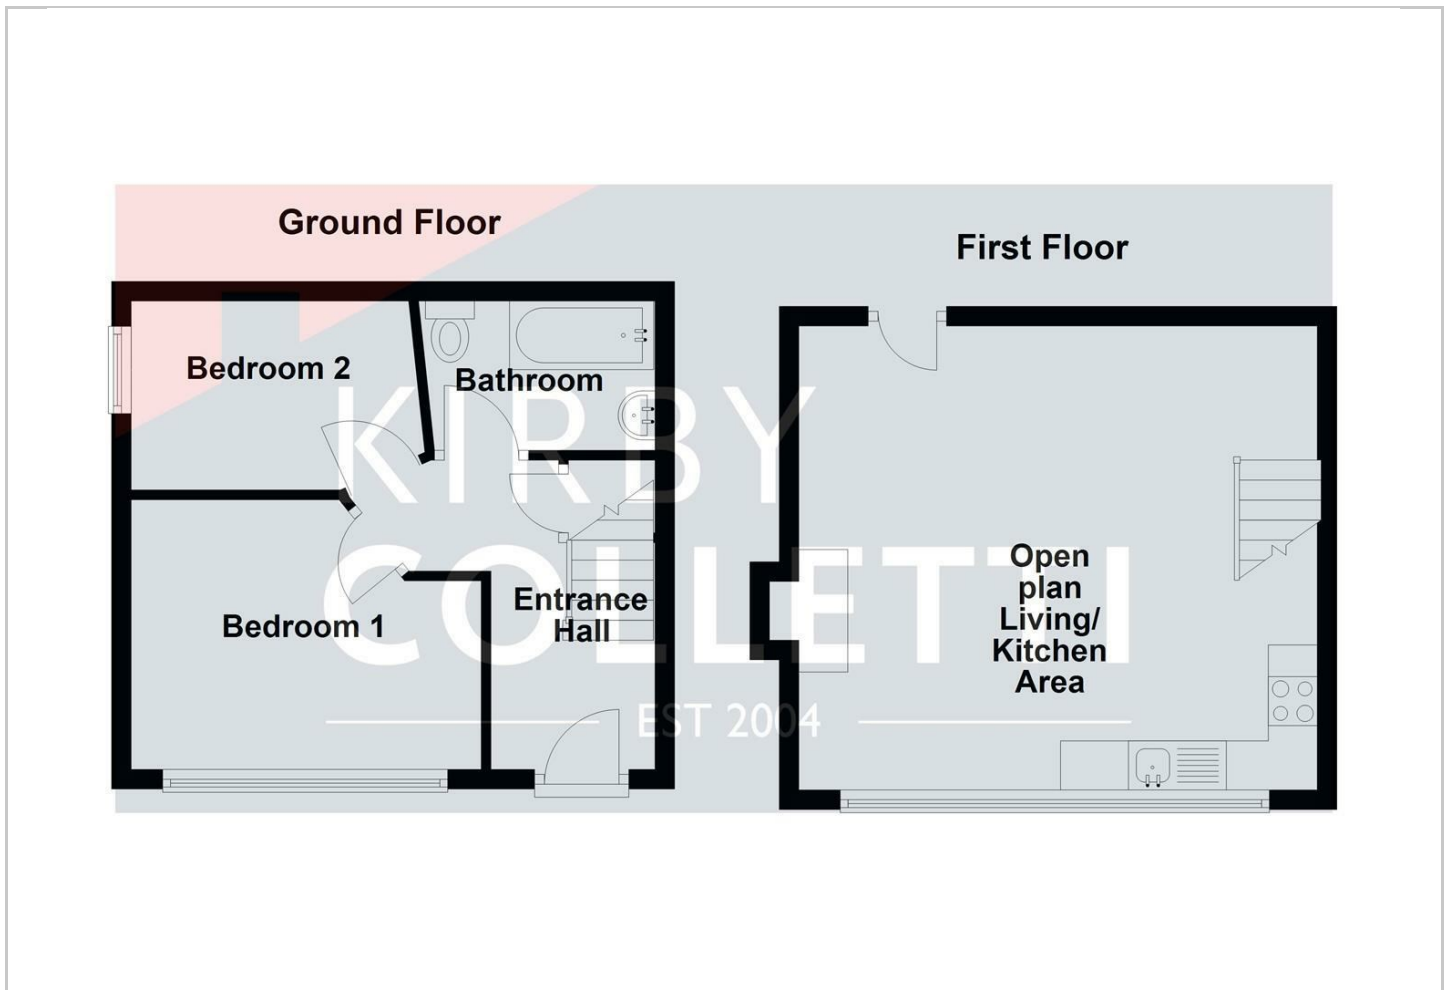 Ground Floor
First Floor
Bedroom 2
Bathroom
KIRBY
COLLETTI
EST 2004
Bedroom 1
Entrance
Hall
Open
plan
Living/
Kitchen
Area